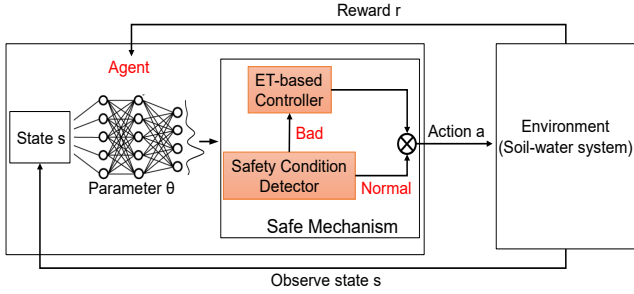 Reward r
Agent
State s
Parameter θ
ET-based
Controller
Bad
Safety Condition
Detector
Normal
Safe Mechanism
Action a
Environment
(Soil-water system)
Observe state s